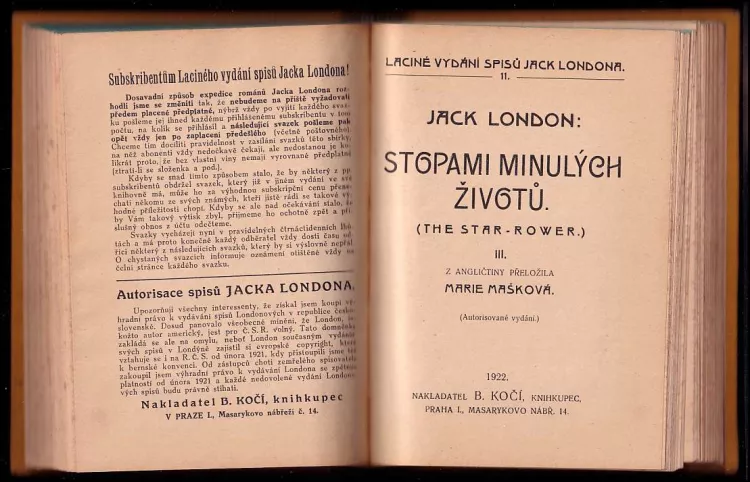 Subskribentům Laciného vydání spisů Jacka Londona!
Dosavadní způsob expedice románů Jacka Londona roz-
hodli jsme se změniti tak, že nebudeme na příště vyžadovati
předem placené předplatné, nýbrž vždy po vyjití každého svaz-
ku pošleme jej ihned každému přihlášenému subskribentu v tom
počtu, na kolik se přihlásil a následující svazek pošleme pak
opět vždy jen po zaplacení předešlého (včetně poštovného).
Chceme tím docíliti pravidelnost v zasílání svazků této sbírky,
na něž abonenti vždy nedočkavě čekají, ale nedostanou je ko-
likrát proto, že bez vlastní viny nemají vyrovnané předplatné
(ztratí-li se složenka a pod.).
Kdyby se snad tímto způsobem stalo, že by některý z pp.
subskribentů obdržel svazek, který již v jiném vydání ve své
knihovně má, může ho za výhodnou subskripční cenu přene-
chati někomu ze svých známých, kteří jistě rádi se takové vý-
hodné příležitosti chopí. Kdyby se ale nad očekávání stalo, že
by Vám takový výtisk zbyl, přijmeme ho ochotně zpět a pří-
slušný obnos z účtu odečteme.
Svazky vycházejí nyní v pravidelných čtrnáctidenních lhů-
tách a má proto konečně každý odběratel vždy dosti času od-
říci některý z následujících svazků, který by si výslovně nepřál.
O chystaných svazcích informuje oznámení otištěné vždy na
čelní stránce každého svazku.
Autorisace spisů JACKA LONDONA.
Upozorňuji všechny interessenty, že získal jsem koupí vý-
hradní právo k vydávání spisů Londonových v republice česko-
slovenské. Dosud panovalo všeobecné mínění, že London, ja-
kožto autor americký, jest pro Č.S.R. volný. Tato domněnka
zakládá se ale na omylu, neboť London současným vydáním
svých spisů v Londýně zajistil si evropské copyright, které
vztahuje se i na R.Č.S. od února 1921, kdy přistoupili jsme též
k bernské konvenci. Od zástupců choti zemřelého spisovatele
zakoupil jsem výhradní právo k vydávání Londona se zpětnou
platností od února 1921 a každé nedovolené vydání Londona
vých spisů budu právně stíhati.
Nakladatel B. KOČÍ, knihkupec
V PRAZE I., Masarykovo nábřeží č. 14.
LACINÉ VYDÁNÍ SPISŮ JACK LONDONA.
11.
JACK LONDON:
STOPAMI MINULÝCH
ŽIVOTŮ.
(THE STAR-ROWER.)
III.
Z ANGLIČTINY PŘELOŽILA
MARIE MAŠKOVÁ.
(Autorisované vydání.)
1922.
NAKLADATEL B. KOČÍ, KNIHKUPEC,
PRAHA I., MASARYKOVO NÁBŘ. 14.